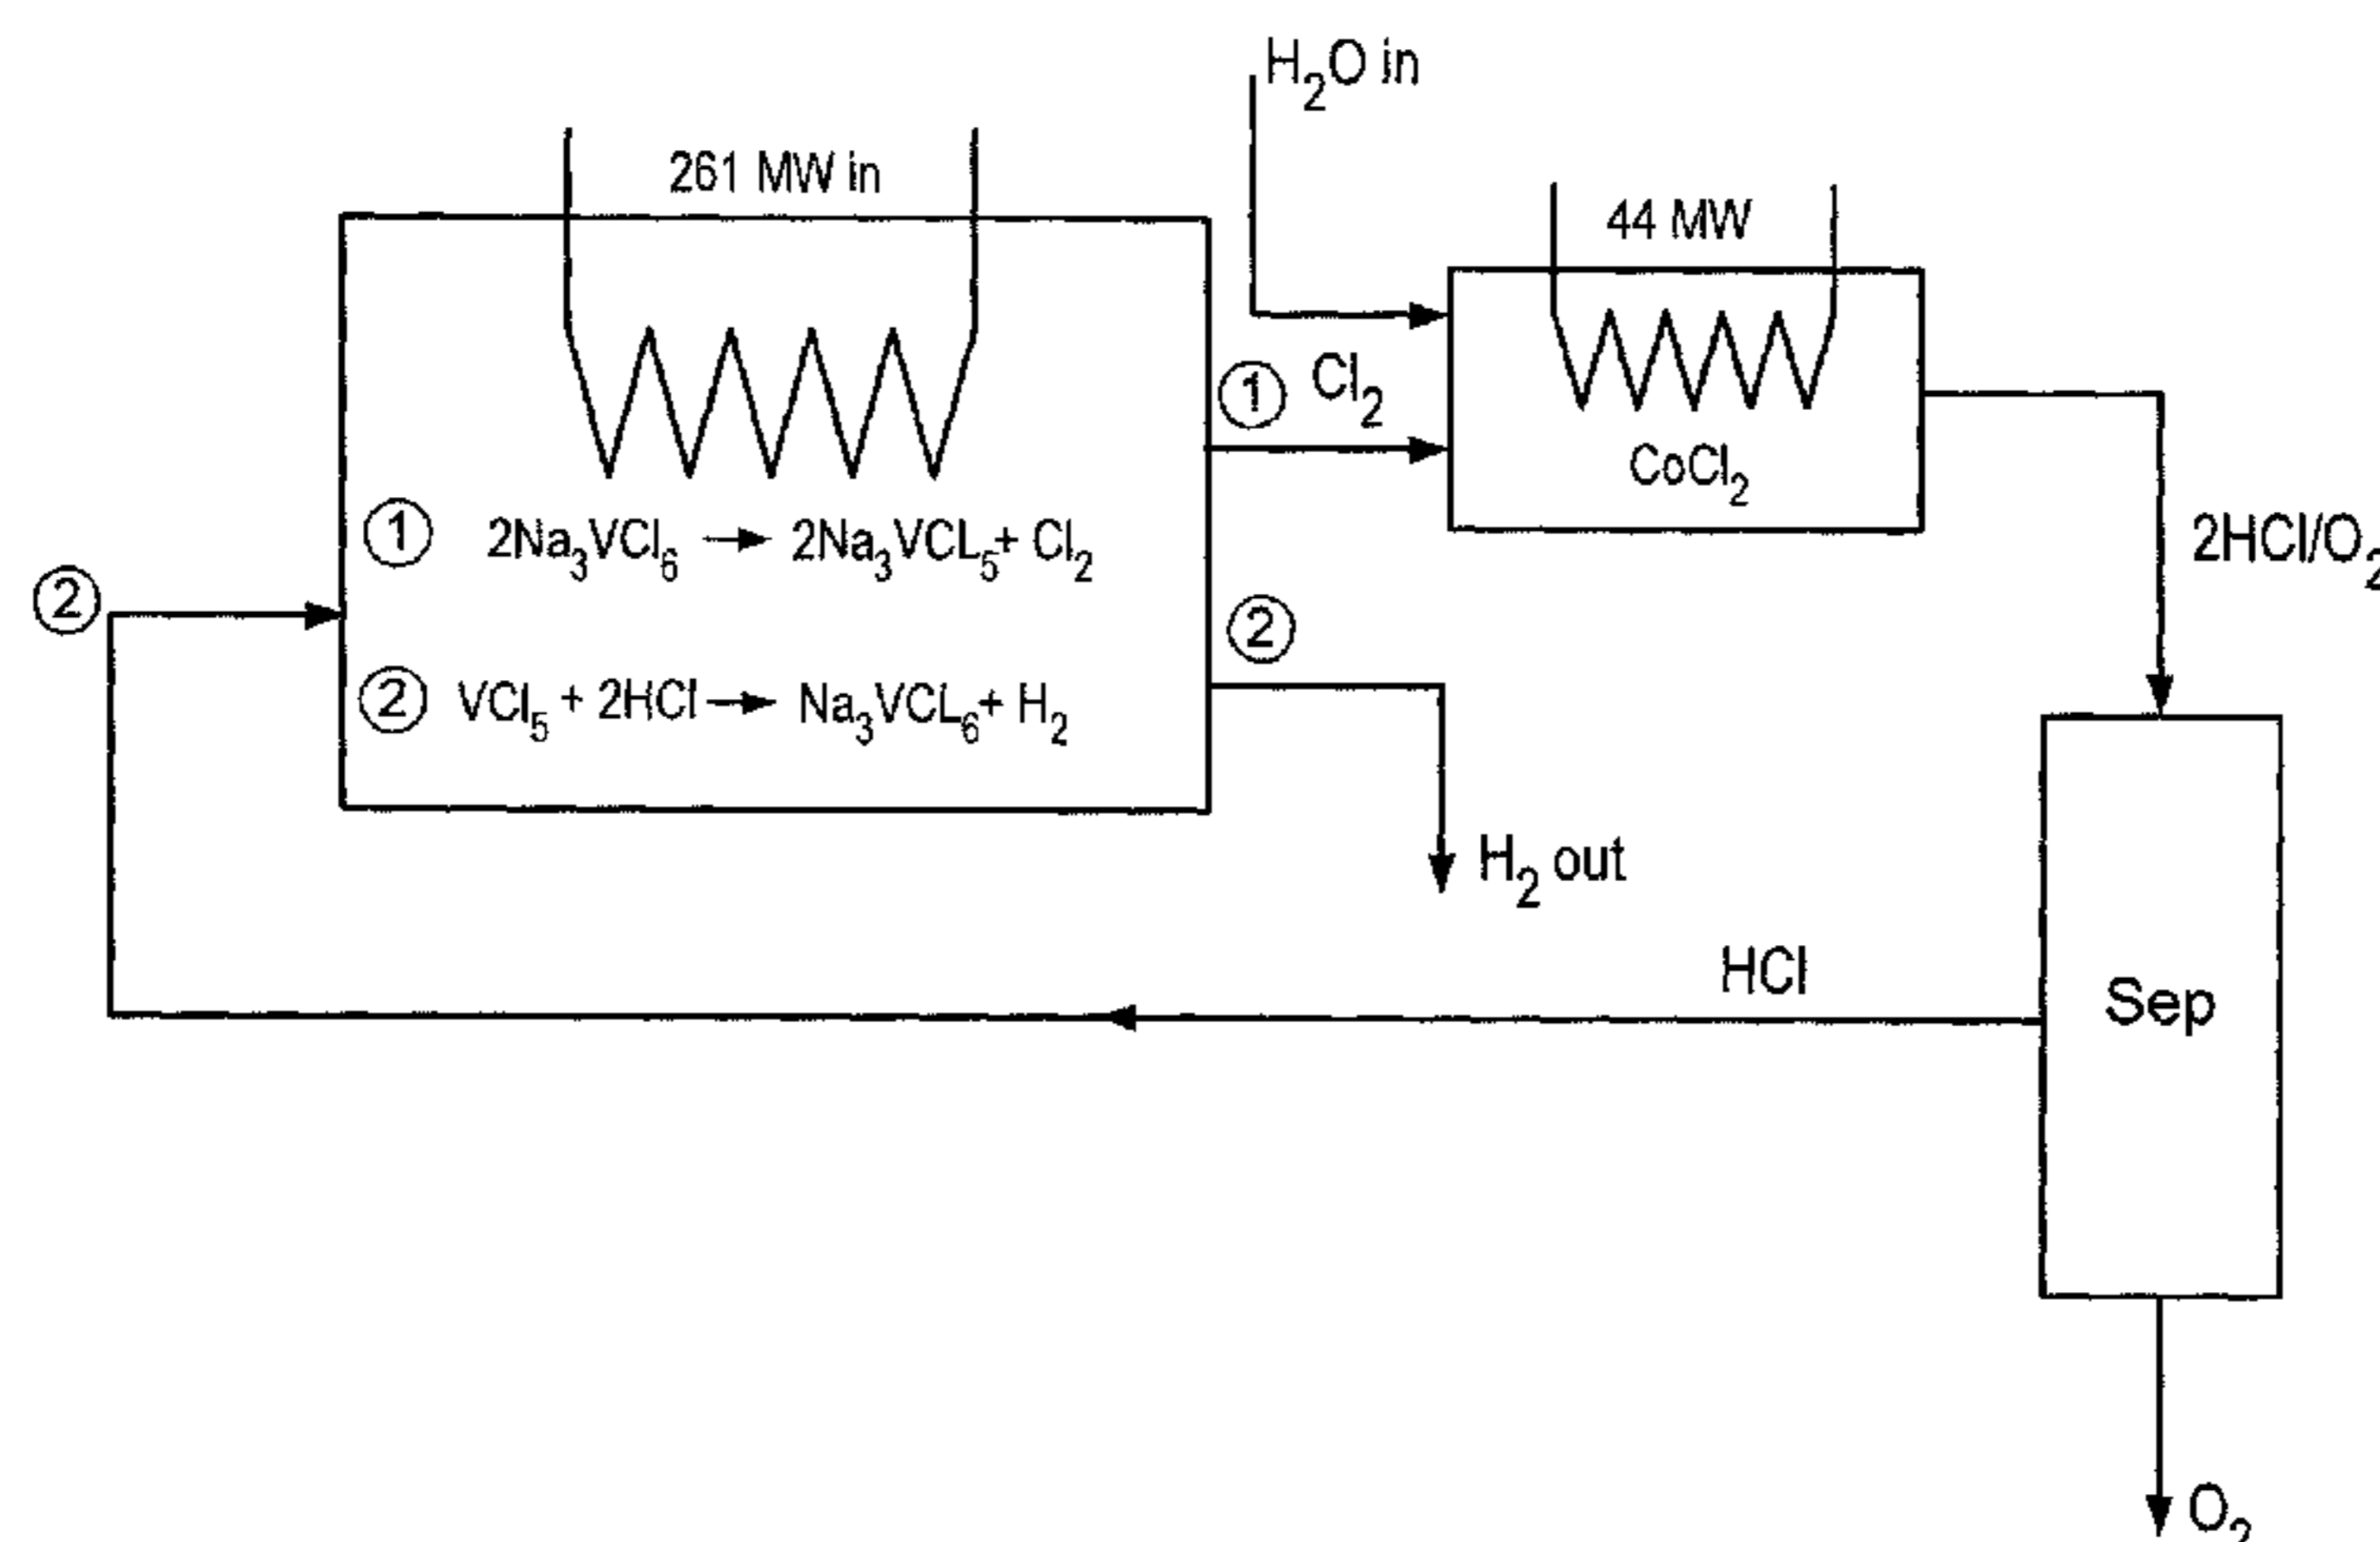 H₂O in
261 MW in
44 MW
① Cl₂
CoCl₂
① 2Na₃VCl₆ → 2Na₃VCL₅+ Cl₂
2HCl/O₂
②
②
② VCl₅ + 2HCl → Na₃VCL₆+ H₂
H₂ out
HCl
Sep
O₂